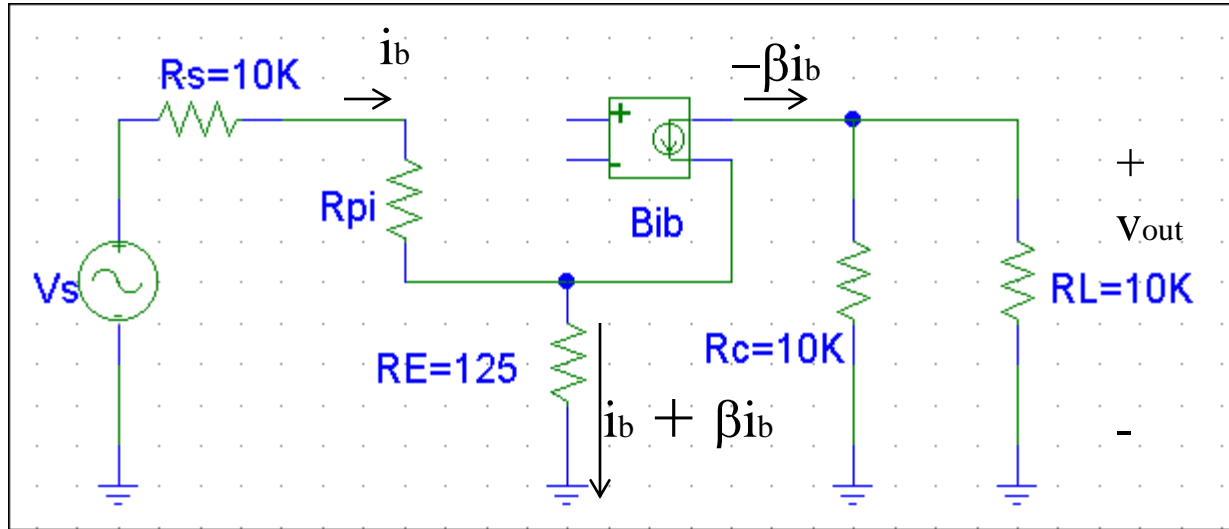 ib
−βib
Rs=10K
+
-
Rpi
Bib
+
vout
-
+
-
Vs
RL=10K
Rc=10K
RE=125
ib + βib